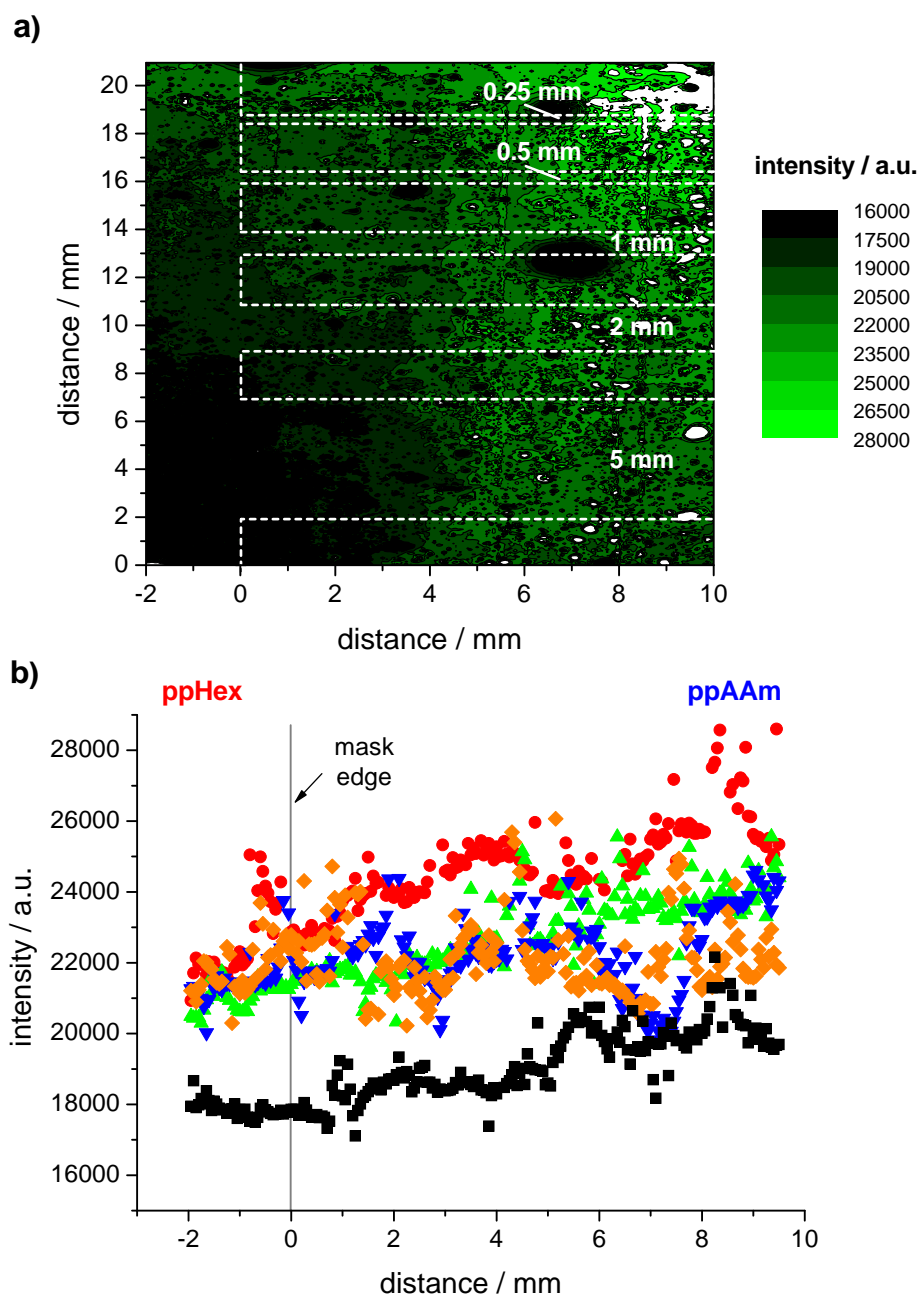 a)
20
18
16
14
12
10
8
6
4
2
0
distance / mm
0.25 mm
0.5 mm
1 mm
2 mm
5 mm
-2 0 2 4 6 8 10
distance / mm
intensity / a.u.
16000
17500
19000
20500
22000
23500
25000
26500
28000
b)
ppHex
ppAAm
mask
edge
28000
26000
24000
22000
20000
18000
16000
intensity / a.u.
-2 0 2 4 6 8 10
distance / mm